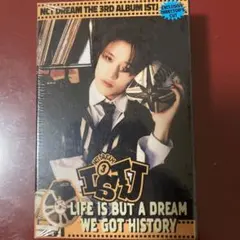 NCT DREAM THE 3RD ALBUM 'ISTJ'
ISTJ
LIFE IS BUT A DREAM
WE GOT HISTORY